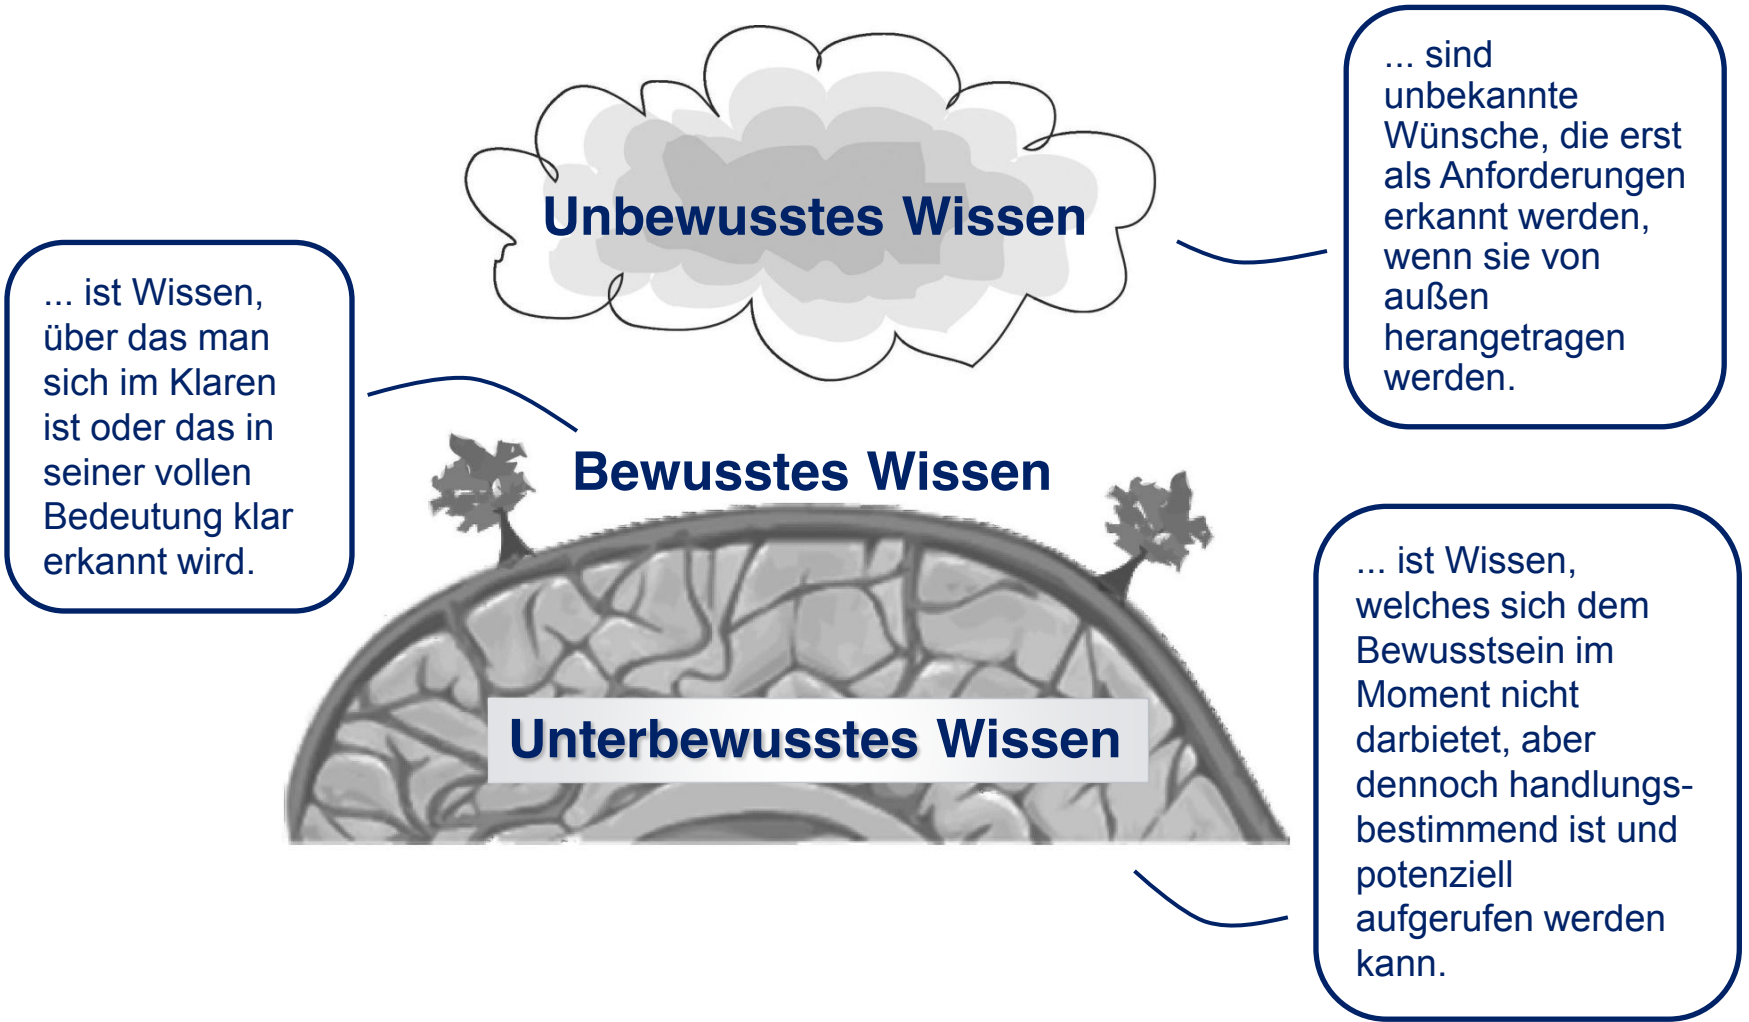 Unbewusstes Wissen
... sind
unbekannte
Wünsche, die erst
als Anforderungen
erkannt werden,
wenn sie von
außen
herangetragen
werden.
... ist Wissen,
über das man
sich im Klaren
ist oder das in
seiner vollen
Bedeutung klar
erkannt wird.
Bewusstes Wissen
Unterbewusstes Wissen
... ist Wissen,
welches sich dem
Bewusstsein im
Moment nicht
darbietet, aber
dennoch handlungs-
bestimmend ist und
potenziell
aufgerufen werden
kann.